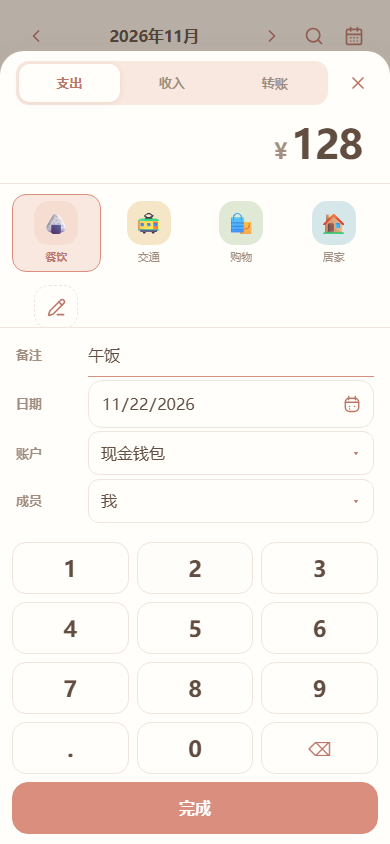 2026年11月
支出 收入 转账
¥128
餐饮 交通 购物 居家
备注 午饭
日期 11/22/2026
账户 现金钱包
成员 我
1 2 3
4 5 6
7 8 9
. 0 ⌫
完成